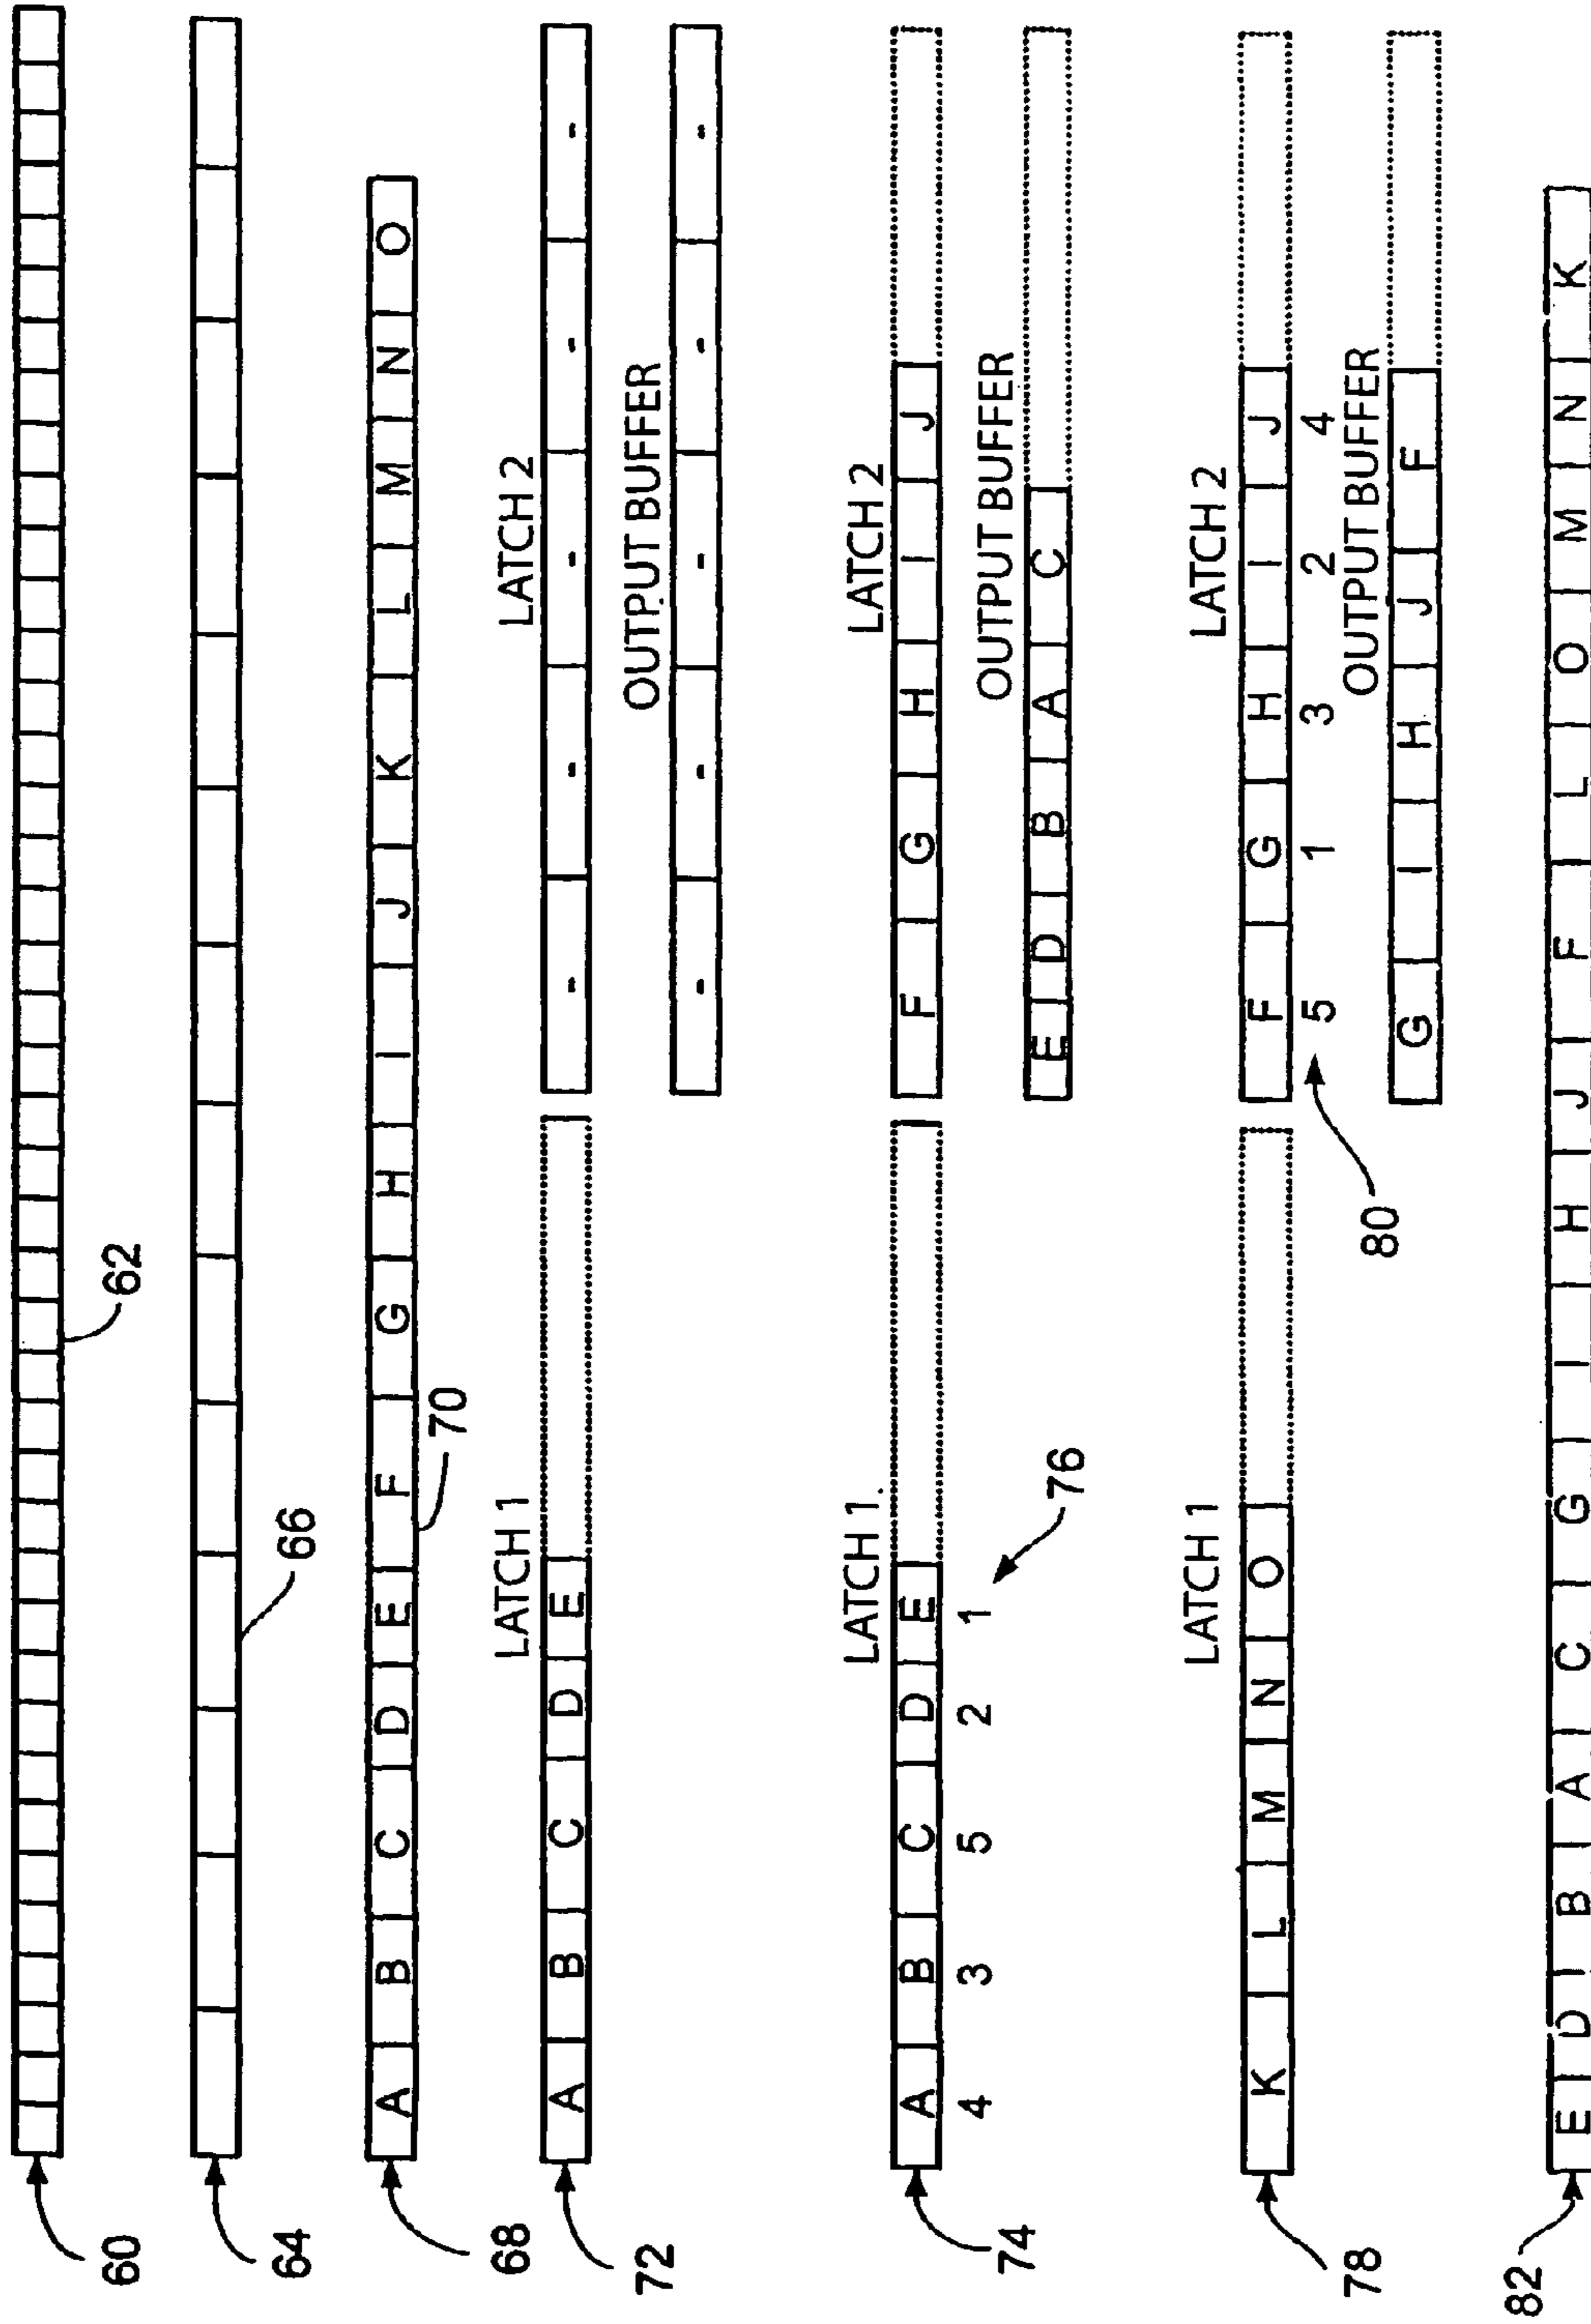 60
62
64
66
68 A B C D E F G H I J K L M N O
70
LATCH 1 LATCH 2
72 A B C D E - - - - -
OUTPUT BUFFER
- - - - -
LATCH 1. LATCH 2
74 A B C D E F G H I J
4 3 5 2 1 76
OUTPUT BUFFER
E D B A C
LATCH 1 LATCH 2
78 K L M N O F G H I J
80 5 1 3 2 4
OUTPUT BUFFER
G I H J F
82 E D B A C G I H J F L O M N K